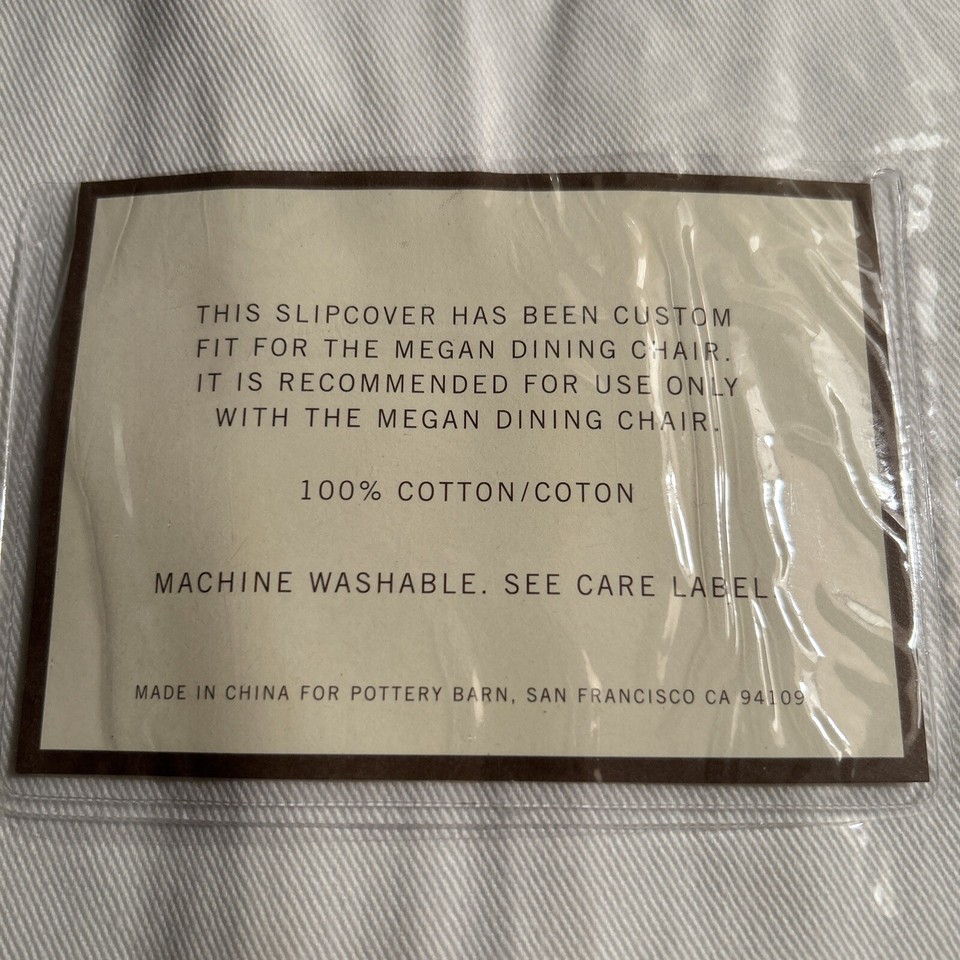 THIS SLIPCOVER HAS BEEN CUSTOM
FIT FOR THE MEGAN DINING CHAIR.
IT IS RECOMMENDED FOR USE ONLY
WITH THE MEGAN DINING CHAIR.
100% COTTON/COTON
MACHINE WASHABLE. SEE CARE LABEL.
MADE IN CHINA FOR POTTERY BARN, SAN FRANCISCO CA 94109